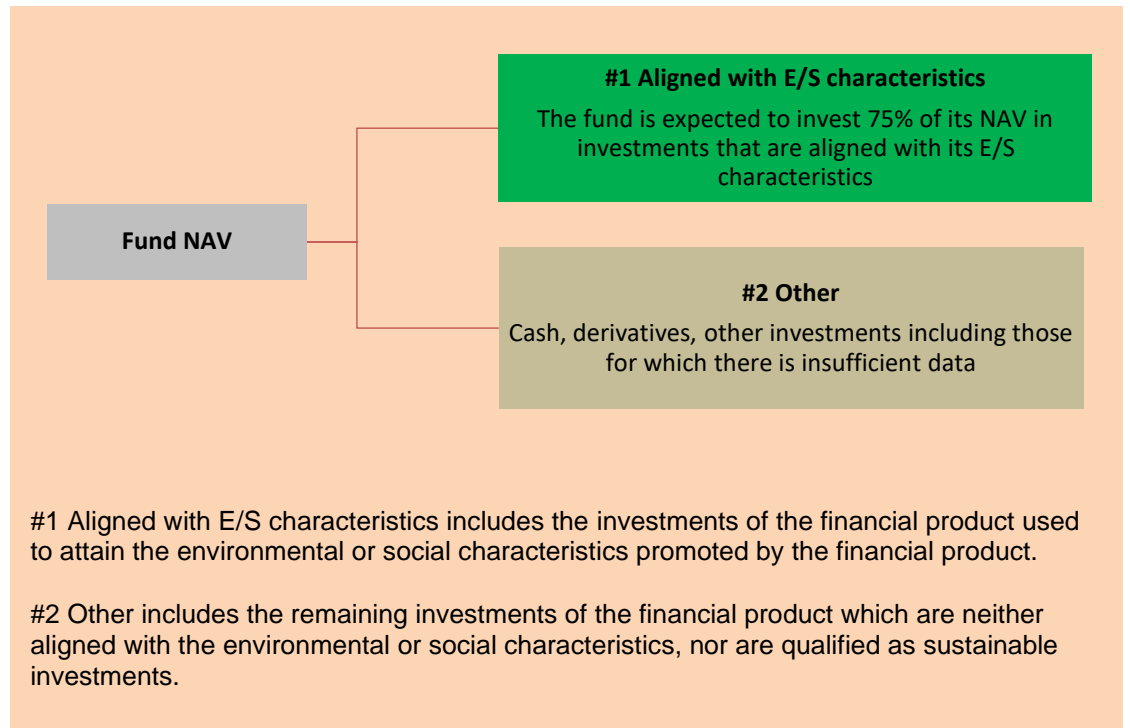 #1 Aligned with E/S characteristics
The fund is expected to invest 75% of its NAV in
investments that are aligned with its E/S
characteristics
Fund NAV
#2 Other
Cash, derivatives, other investments including those
for which there is insufficient data
#1 Aligned with E/S characteristics includes the investments of the financial product used
to attain the environmental or social characteristics promoted by the financial product.
#2 Other includes the remaining investments of the financial product which are neither
aligned with the environmental or social characteristics, nor are qualified as sustainable
investments.